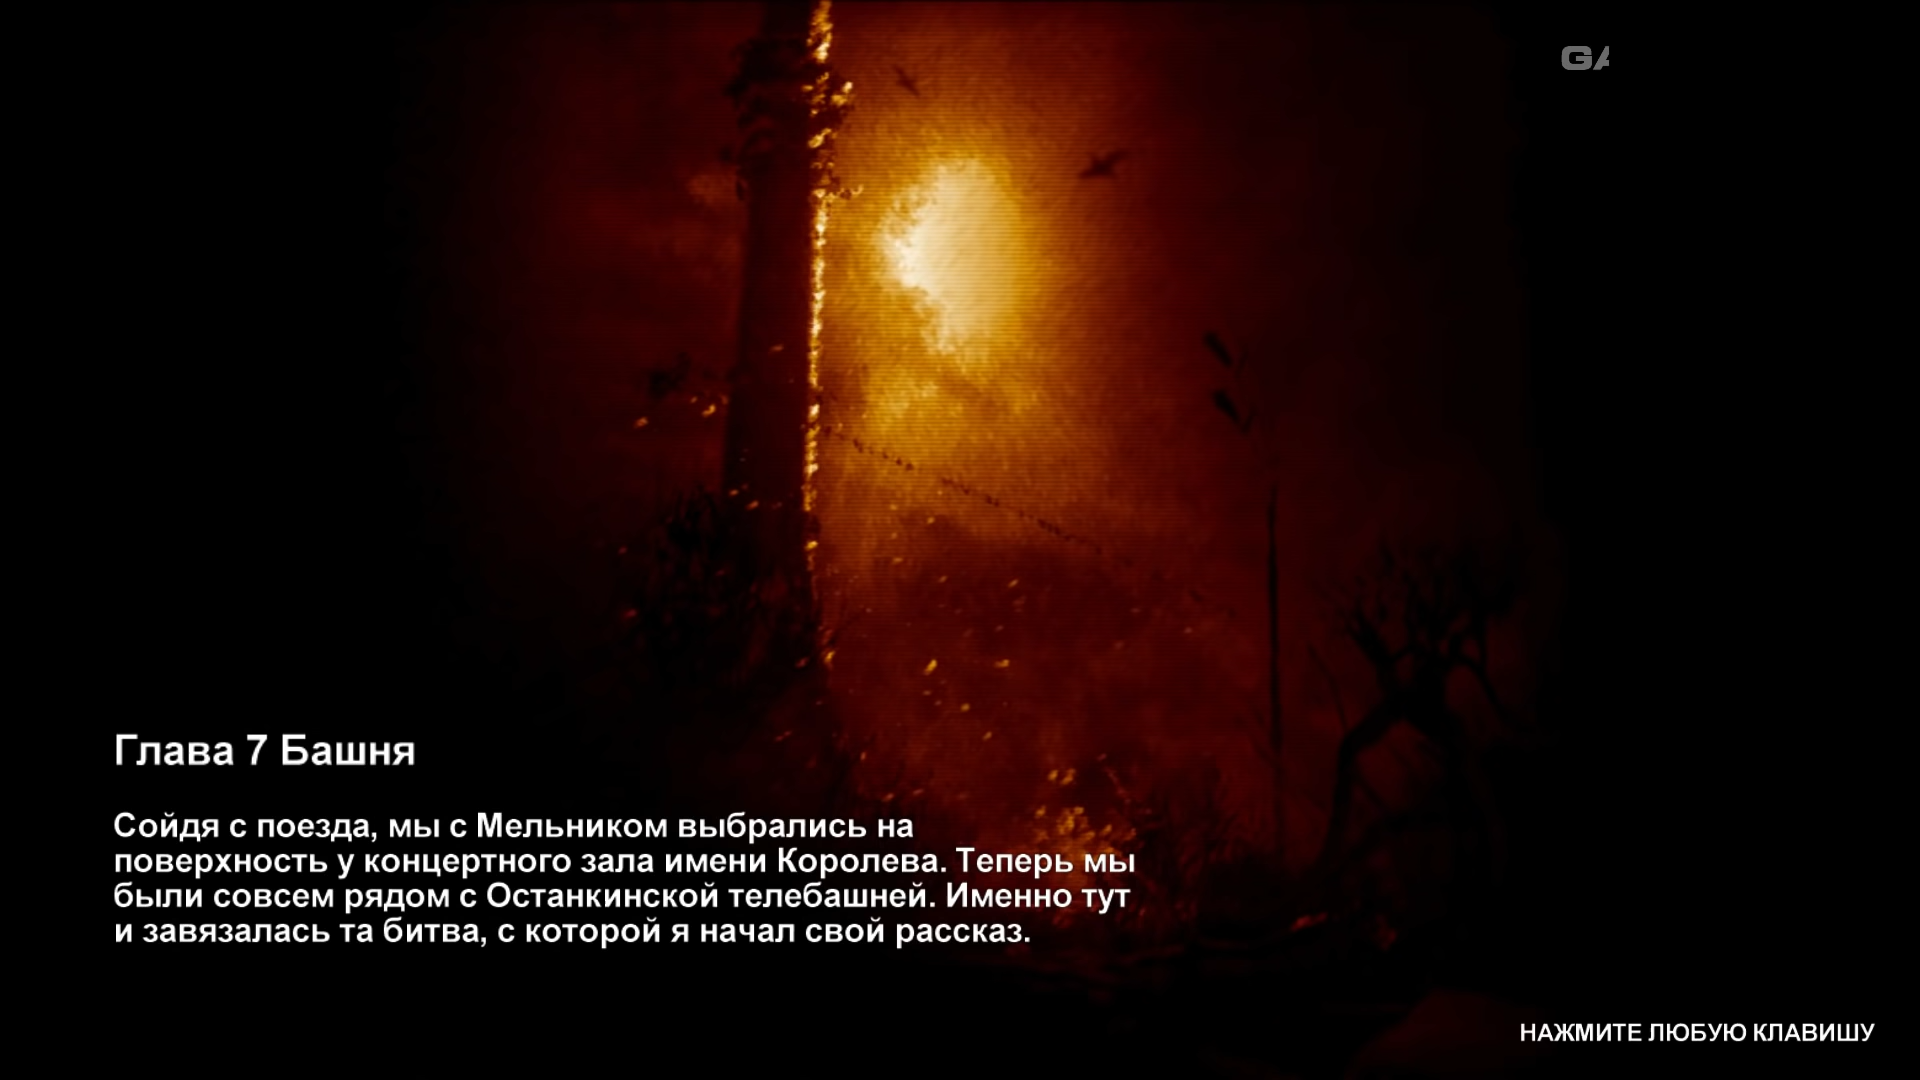 GA
Глава 7 Башня
Сойдя с поезда, мы с Мельником выбрались на
поверхность у концертного зала имени Королева. Теперь мы
были совсем рядом с Останкинской телебашней. Именно тут
и завязалась та битва, с которой я начал свой рассказ.
НАЖМИТЕ ЛЮБУЮ КЛАВИШУ